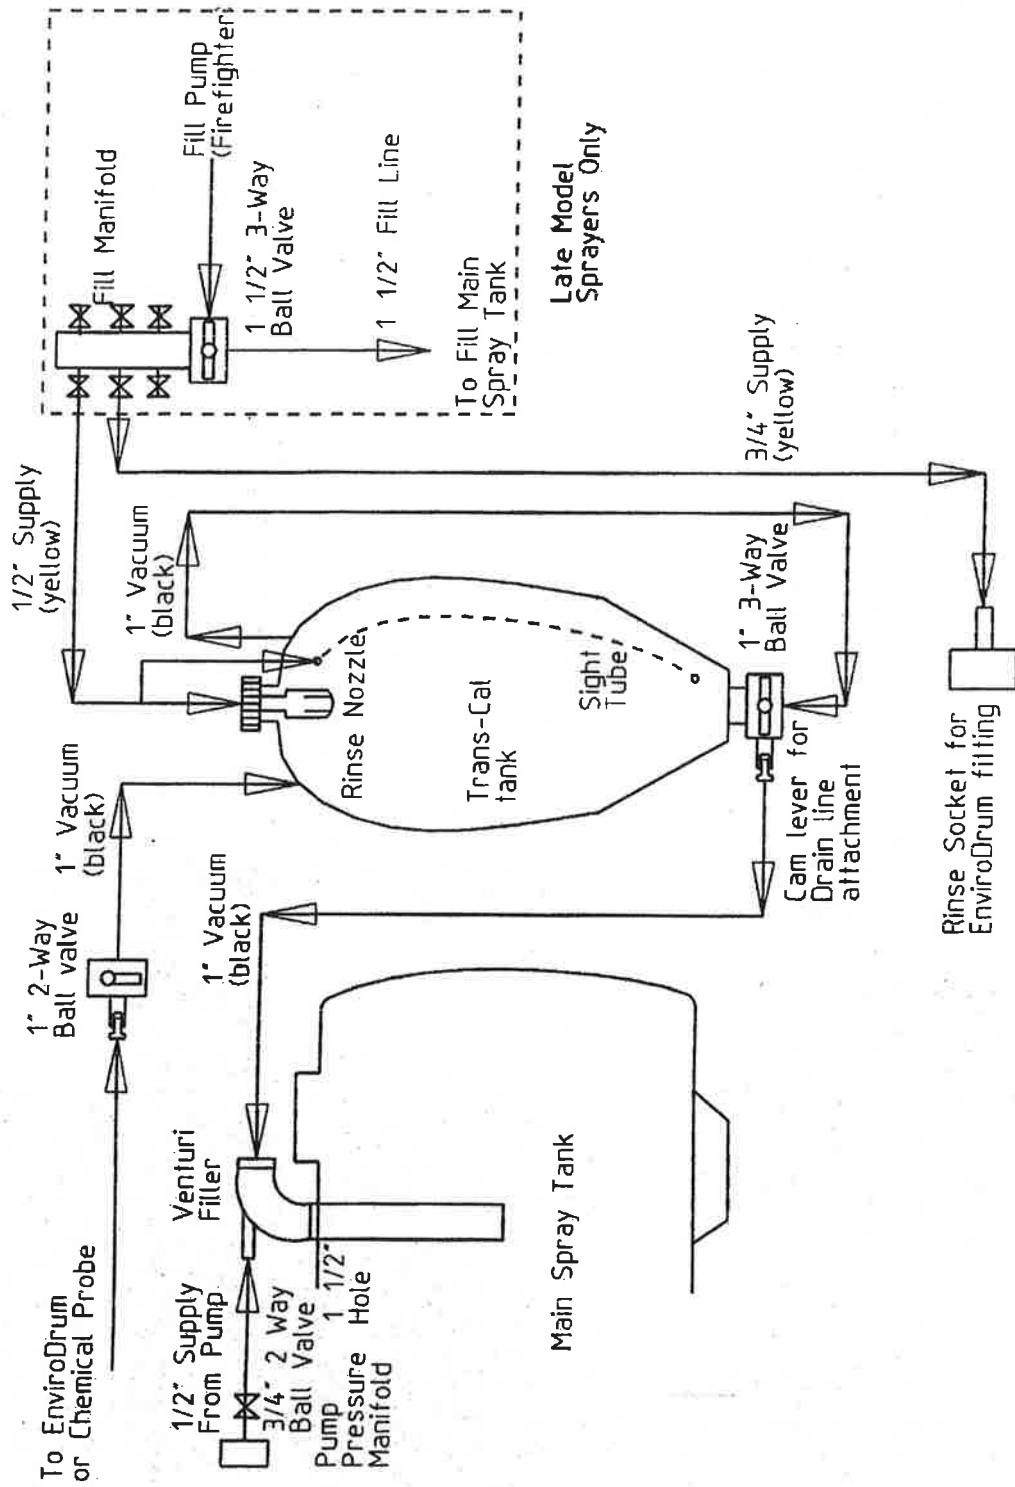 To EnviroDrum
or Chemical Probe
1" 2-Way
Ball valve
1" Vacuum
(black)
1/2" Supply
(yellow)
Fill Manifold
Fill Pump
(Firefighter)
1 1/2" 3-Way
Ball Valve
1 1/2" Fill Line
To Fill Main
Spray Tank
Late Model
Sprayers Only
1" Vacuum
(black)
Rinse Nozzle
Trans-Cal
tank
Sight
Tube
3/4" Supply
(yellow)
1" 3-Way
Ball Valve
Cam lever for
Drain line
attachment
Rinse Socket for
EnviroDrum fitting
1" Vacuum
(black)
Venturi
Filler
1/2" Supply
From Pump
3/4" 2 Way
Ball Valve
Pump
Pressure
Manifold
1 1/2"
Hole
Main Spray Tank